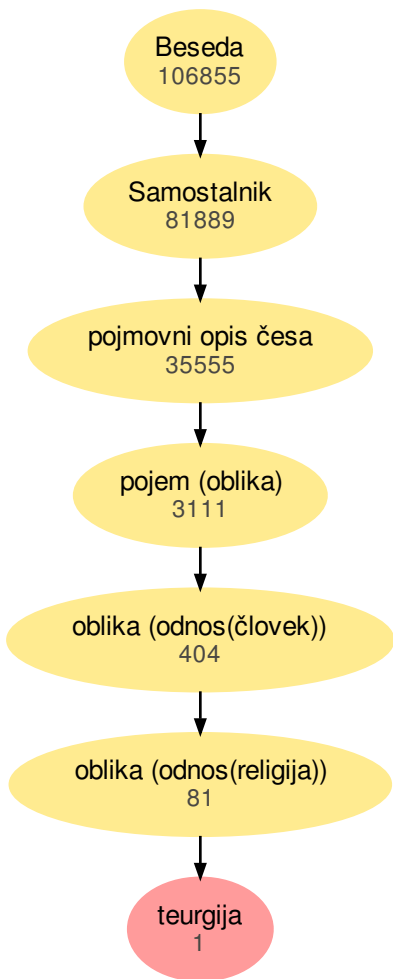 Beseda
106855
Samostalnik
81889
pojmovni opis česa
35555
pojem (oblika)
3111
oblika (odnos(človek))
404
oblika (odnos(religija))
81
teurgija
1